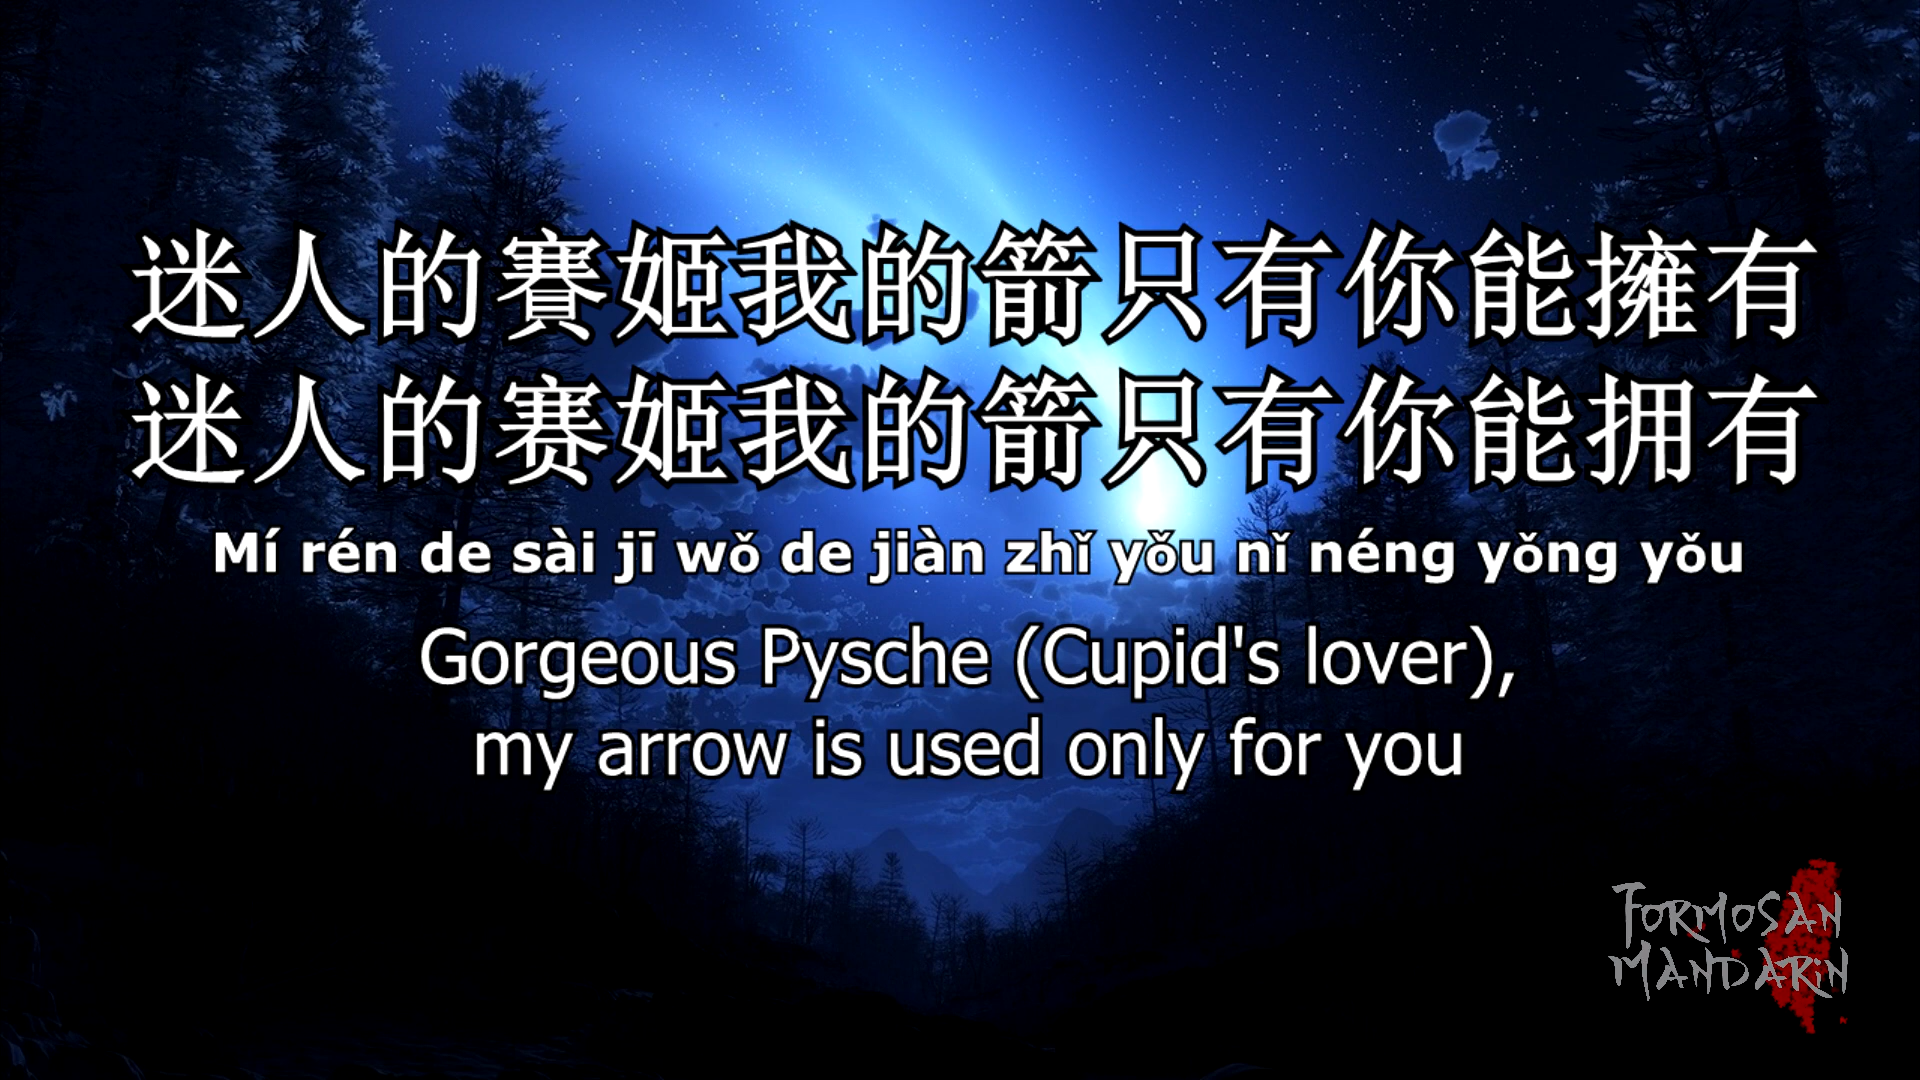 迷人的賽姬我的箭只有你能擁有
迷人的赛姬我的箭只有你能拥有
Mí rén de sài jī wǒ de jiàn zhǐ yǒu nǐ néng yǒng yǒu
Gorgeous Pysche (Cupid's lover),
my arrow is used only for you
FORMOSAN
MANDARIN